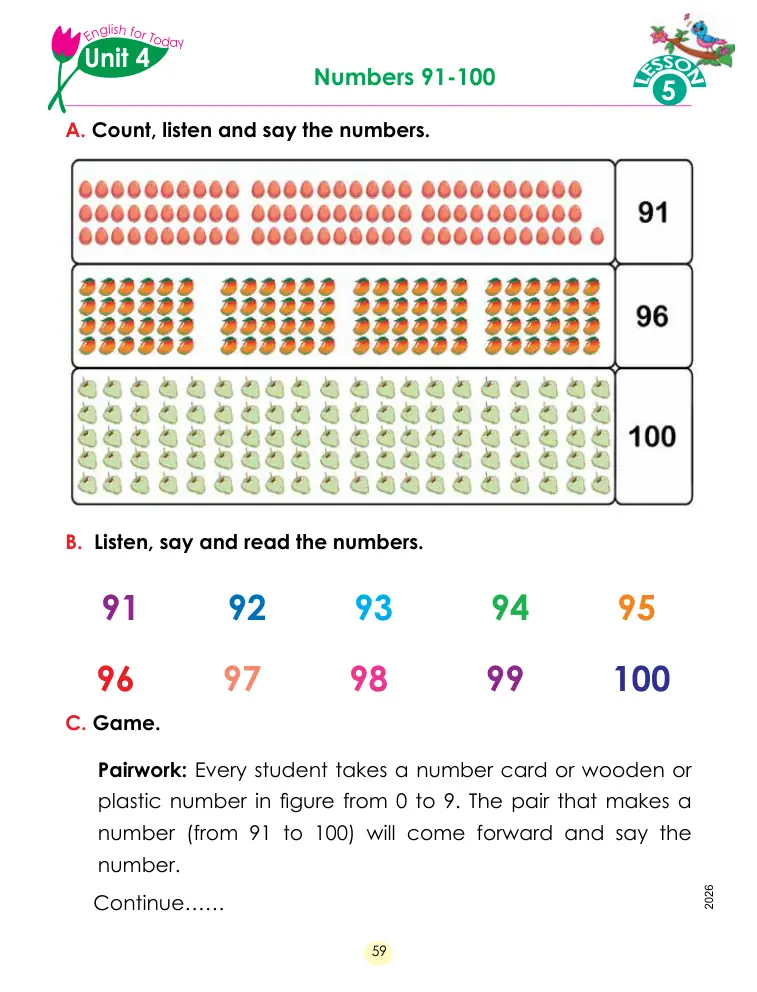 English for Today
Unit 4
Numbers 91-100
LESSON
5
A. Count, listen and say the numbers.
91
96
100
B. Listen, say and read the numbers.
91 92 93 94 95
96 97 98 99 100
C. Game.
Pairwork: Every student takes a number card or wooden or
plastic number in figure from 0 to 9. The pair that makes a
number (from 91 to 100) will come forward and say the
number.
Continue......
2026
59